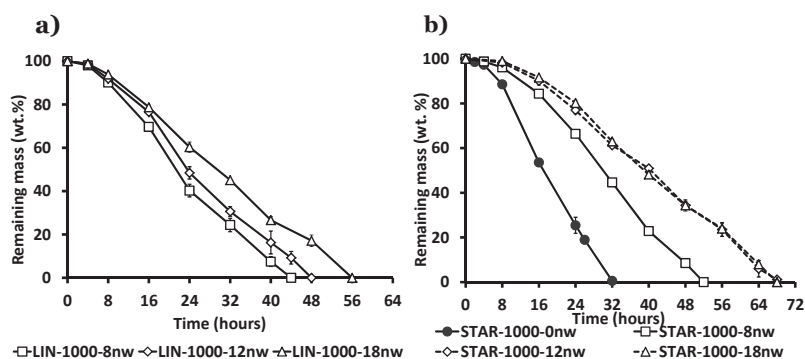 a)
100
80
60
40
20
0
Remaining mass (wt.%)
0 8 16 24 32 40 48 56 64
Time (hours)
LIN-1000-8nw LIN-1000-12nw LIN-1000-18nw
b)
100
80
60
40
20
0
Remaining mass (wt.%)
0 8 16 24 32 40 48 56 64 72
Time (hours)
STAR-1000-0nw STAR-1000-8nw
STAR-1000-12nw STAR-1000-18nw